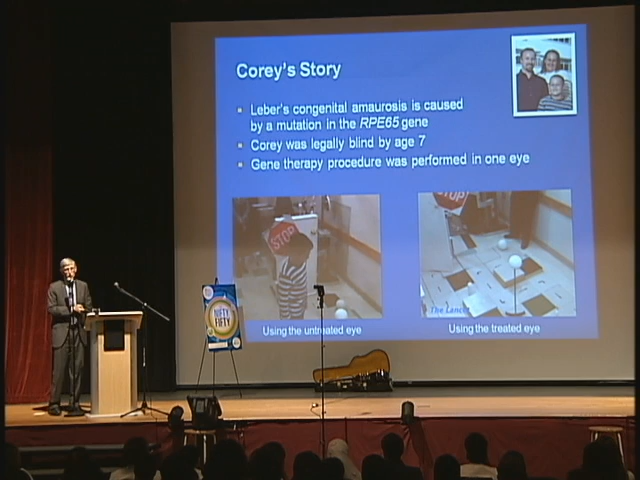 Corey's Story
Leber's congenital amaurosis is caused
by a mutation in the RPE65 gene
Corey was legally blind by age 7
Gene therapy procedure was performed in one eye
STOP
STOP
The Lancet
Using the untreated eye
Using the treated eye
NIFTY
FIFTY